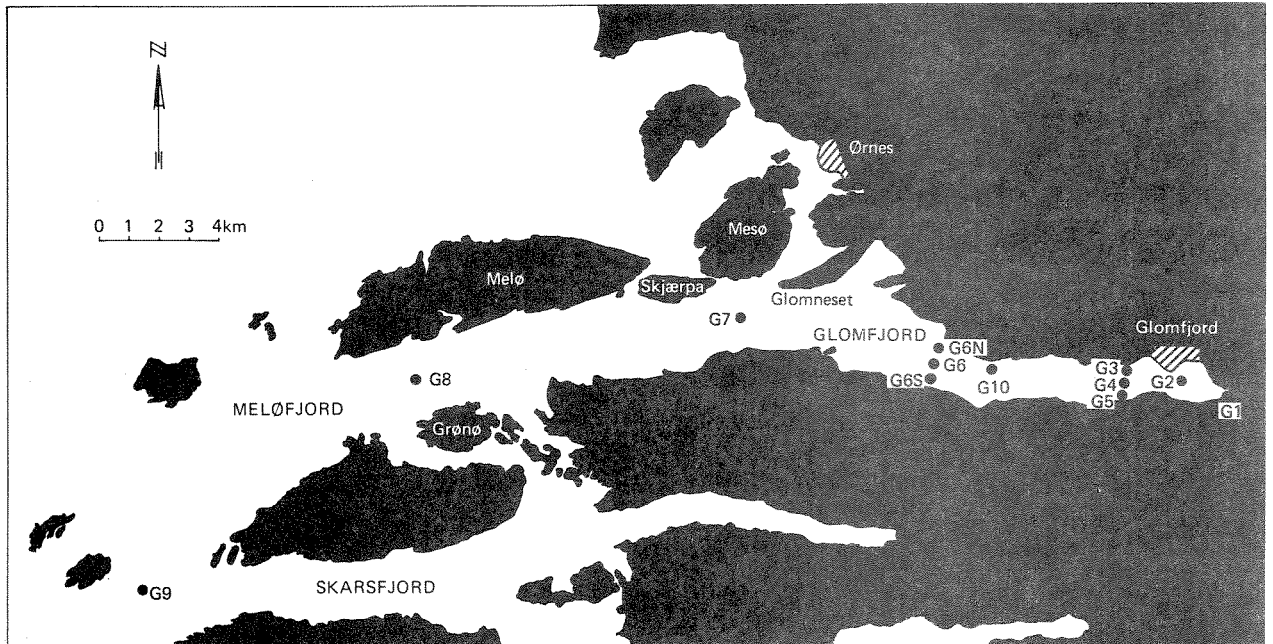 N
0 1 2 3 4km
Ørnes
Mesø
Melø
Skjærpa
Glomneset
G7
GLOMFJORD
Glomfjord
G6N
G6
G6S
G10
G3
G4
G5
G2
G1
G8
MELØFJORD
Grønø
G9
SKARSFJORD